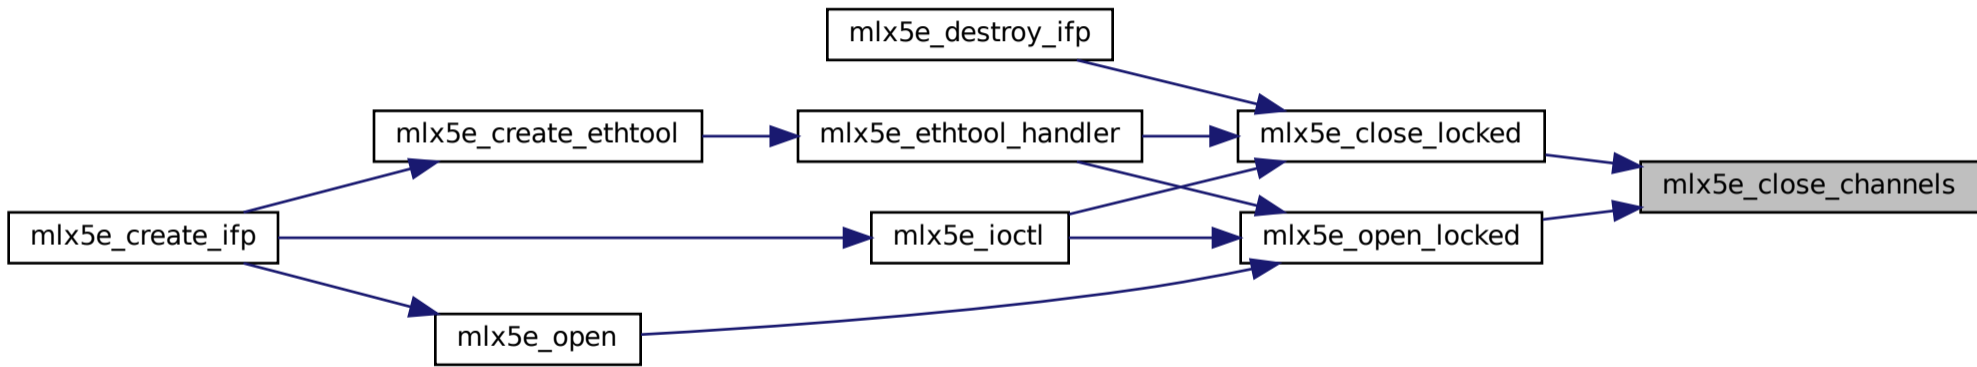 mlx5e_destroy_ifp
mlx5e_create_ethtool
mlx5e_ethtool_handler
mlx5e_close_locked
mlx5e_close_channels
mlx5e_create_ifp
mlx5e_ioctl
mlx5e_open_locked
mlx5e_open